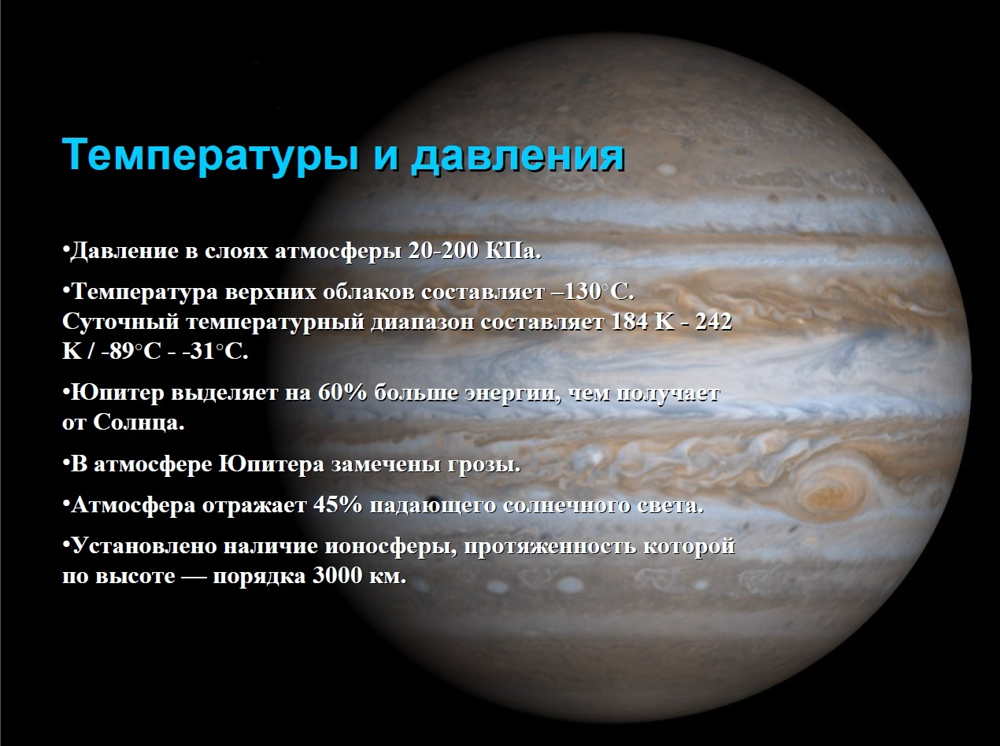 Температуры и давления
•Давление в слоях атмосферы 20-200 КПа.
•Температура верхних облаков составляет –130°С.
Суточный температурный диапазон составляет 184 К - 242
К / -89°С - -31°С.
•Юпитер выделяет на 60% больше энергии, чем получает
от Солнца.
•В атмосфере Юпитера замечены грозы.
•Атмосфера отражает 45% падающего солнечного света.
•Установлено наличие ионосферы, протяженность которой
по высоте — порядка 3000 км.